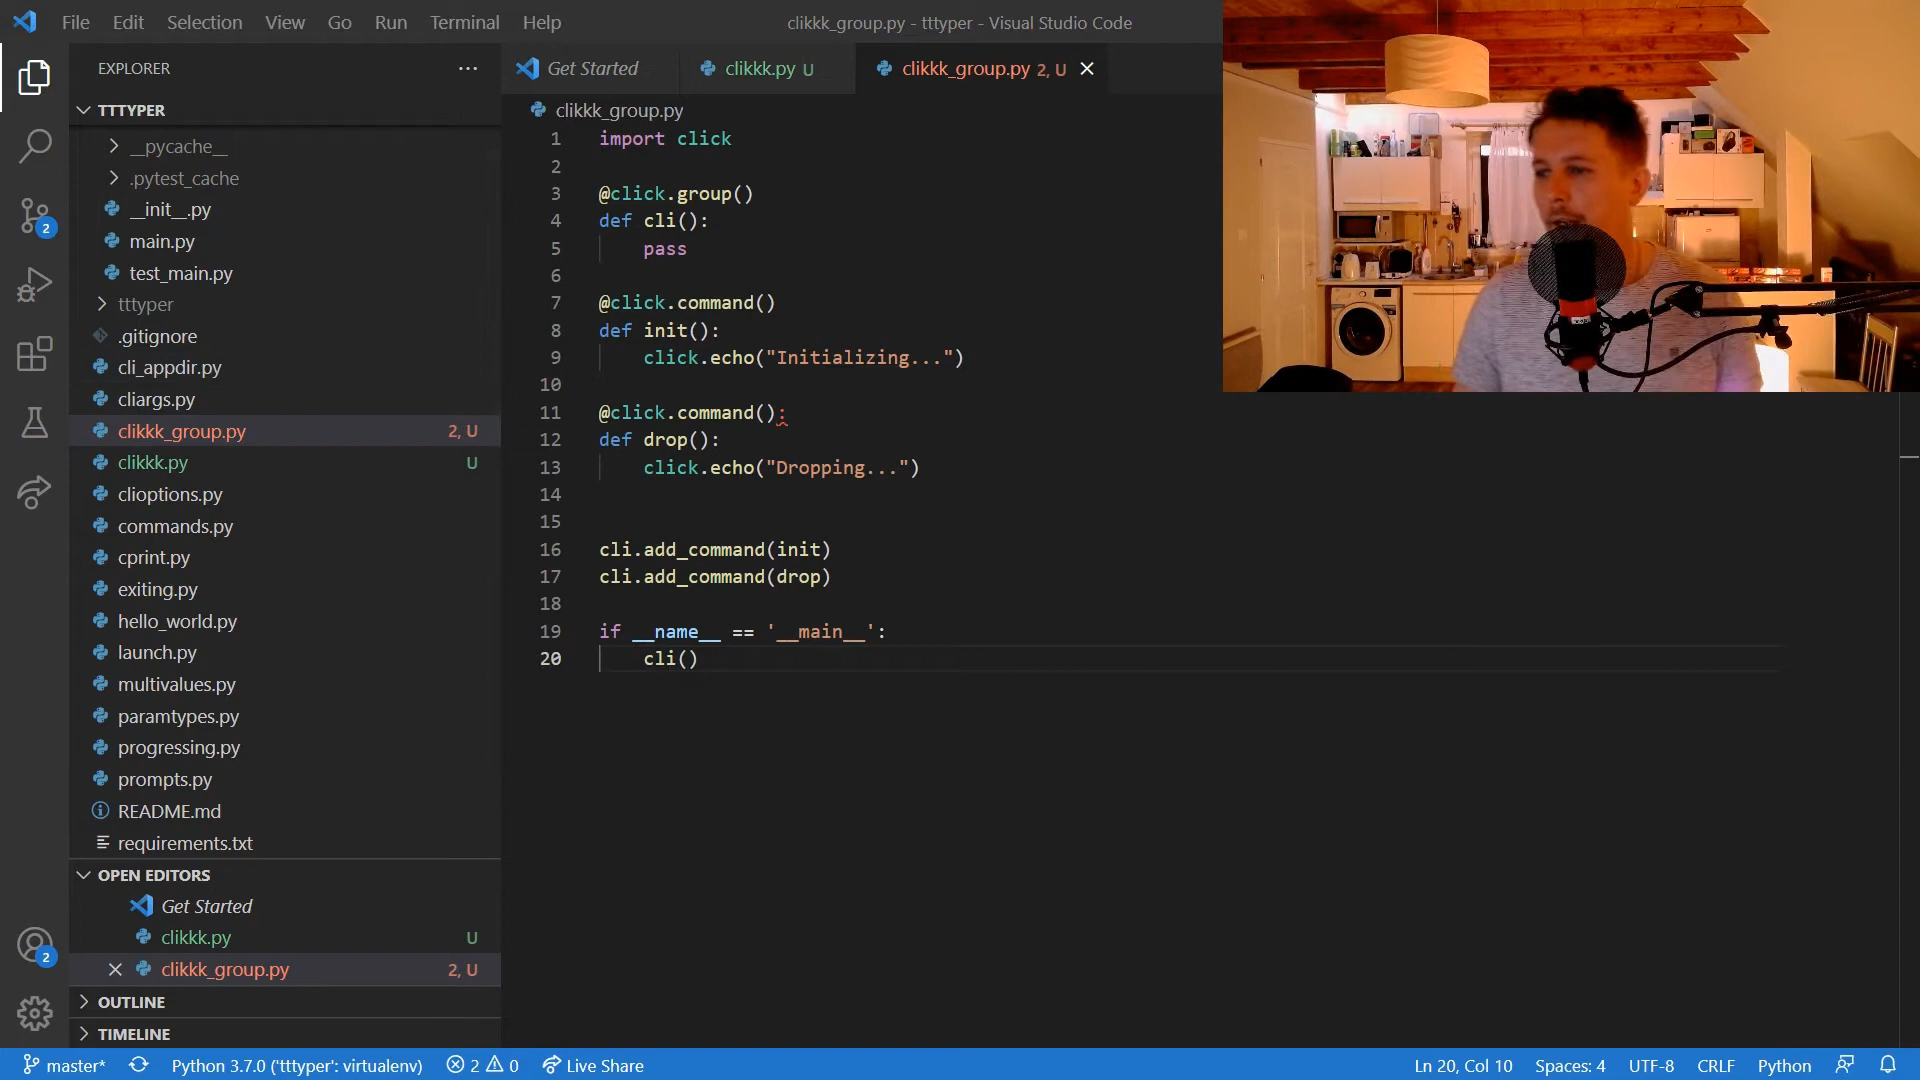 File Edit Selection View Go Run Terminal Help
clikkk_group.py - tttyper - Visual Studio Code
EXPLORER
TTTYPER
__pycache__
.pytest_cache
__init__.py
main.py
test_main.py
tttyper
.gitignore
cli_appdir.py
cliargs.py
clikkk_group.py 2, U
clikkk.py U
clioptions.py
commands.py
cprint.py
exiting.py
hello_world.py
launch.py
multivalues.py
paramtypes.py
progressing.py
prompts.py
README.md
requirements.txt
OPEN EDITORS
Get Started
clikkk.py U
clikkk_group.py 2, U
OUTLINE
TIMELINE
2
2
Get Started clikkk.py U clikkk_group.py 2, U
clikkk_group.py
1 import click
2
3 @click.group()
4 def cli():
5 pass
6
7 @click.command()
8 def init():
9 click.echo("Initializing...")
10
11 @click.command():
12 def drop():
13 click.echo("Dropping...")
14
15
16 cli.add_command(init)
17 cli.add_command(drop)
18
19 if __name__ == '__main__':
20 cli()
master* Python 3.7.0 ('tttyper': virtualenv) 2 0 Live Share Ln 20, Col 10 Spaces: 4 UTF-8 CRLF Python